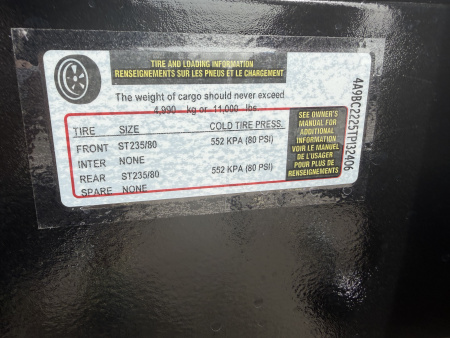 TIRE AND LOADING INFORMATION
RENSEIGNEMENTS SUR LES PNEUS ET LE CHARGEMENT
The weight of cargo should never exceed
4,990 kg or 11,000 lbs
TIRE SIZE COLD TIRE PRESS.
FRONT ST235/80 552 KPA (80 PSI)
INTER NONE
REAR ST235/80 552 KPA (80 PSI)
SPARE NONE
SEE OWNER'S
MANUAL FOR
ADDITIONAL
INFORMATION
VOIR LE MANUEL
DE L'USAGER
POUR PLUS DE
RENSEIGNEMENTS
4A9BC2225TP132406